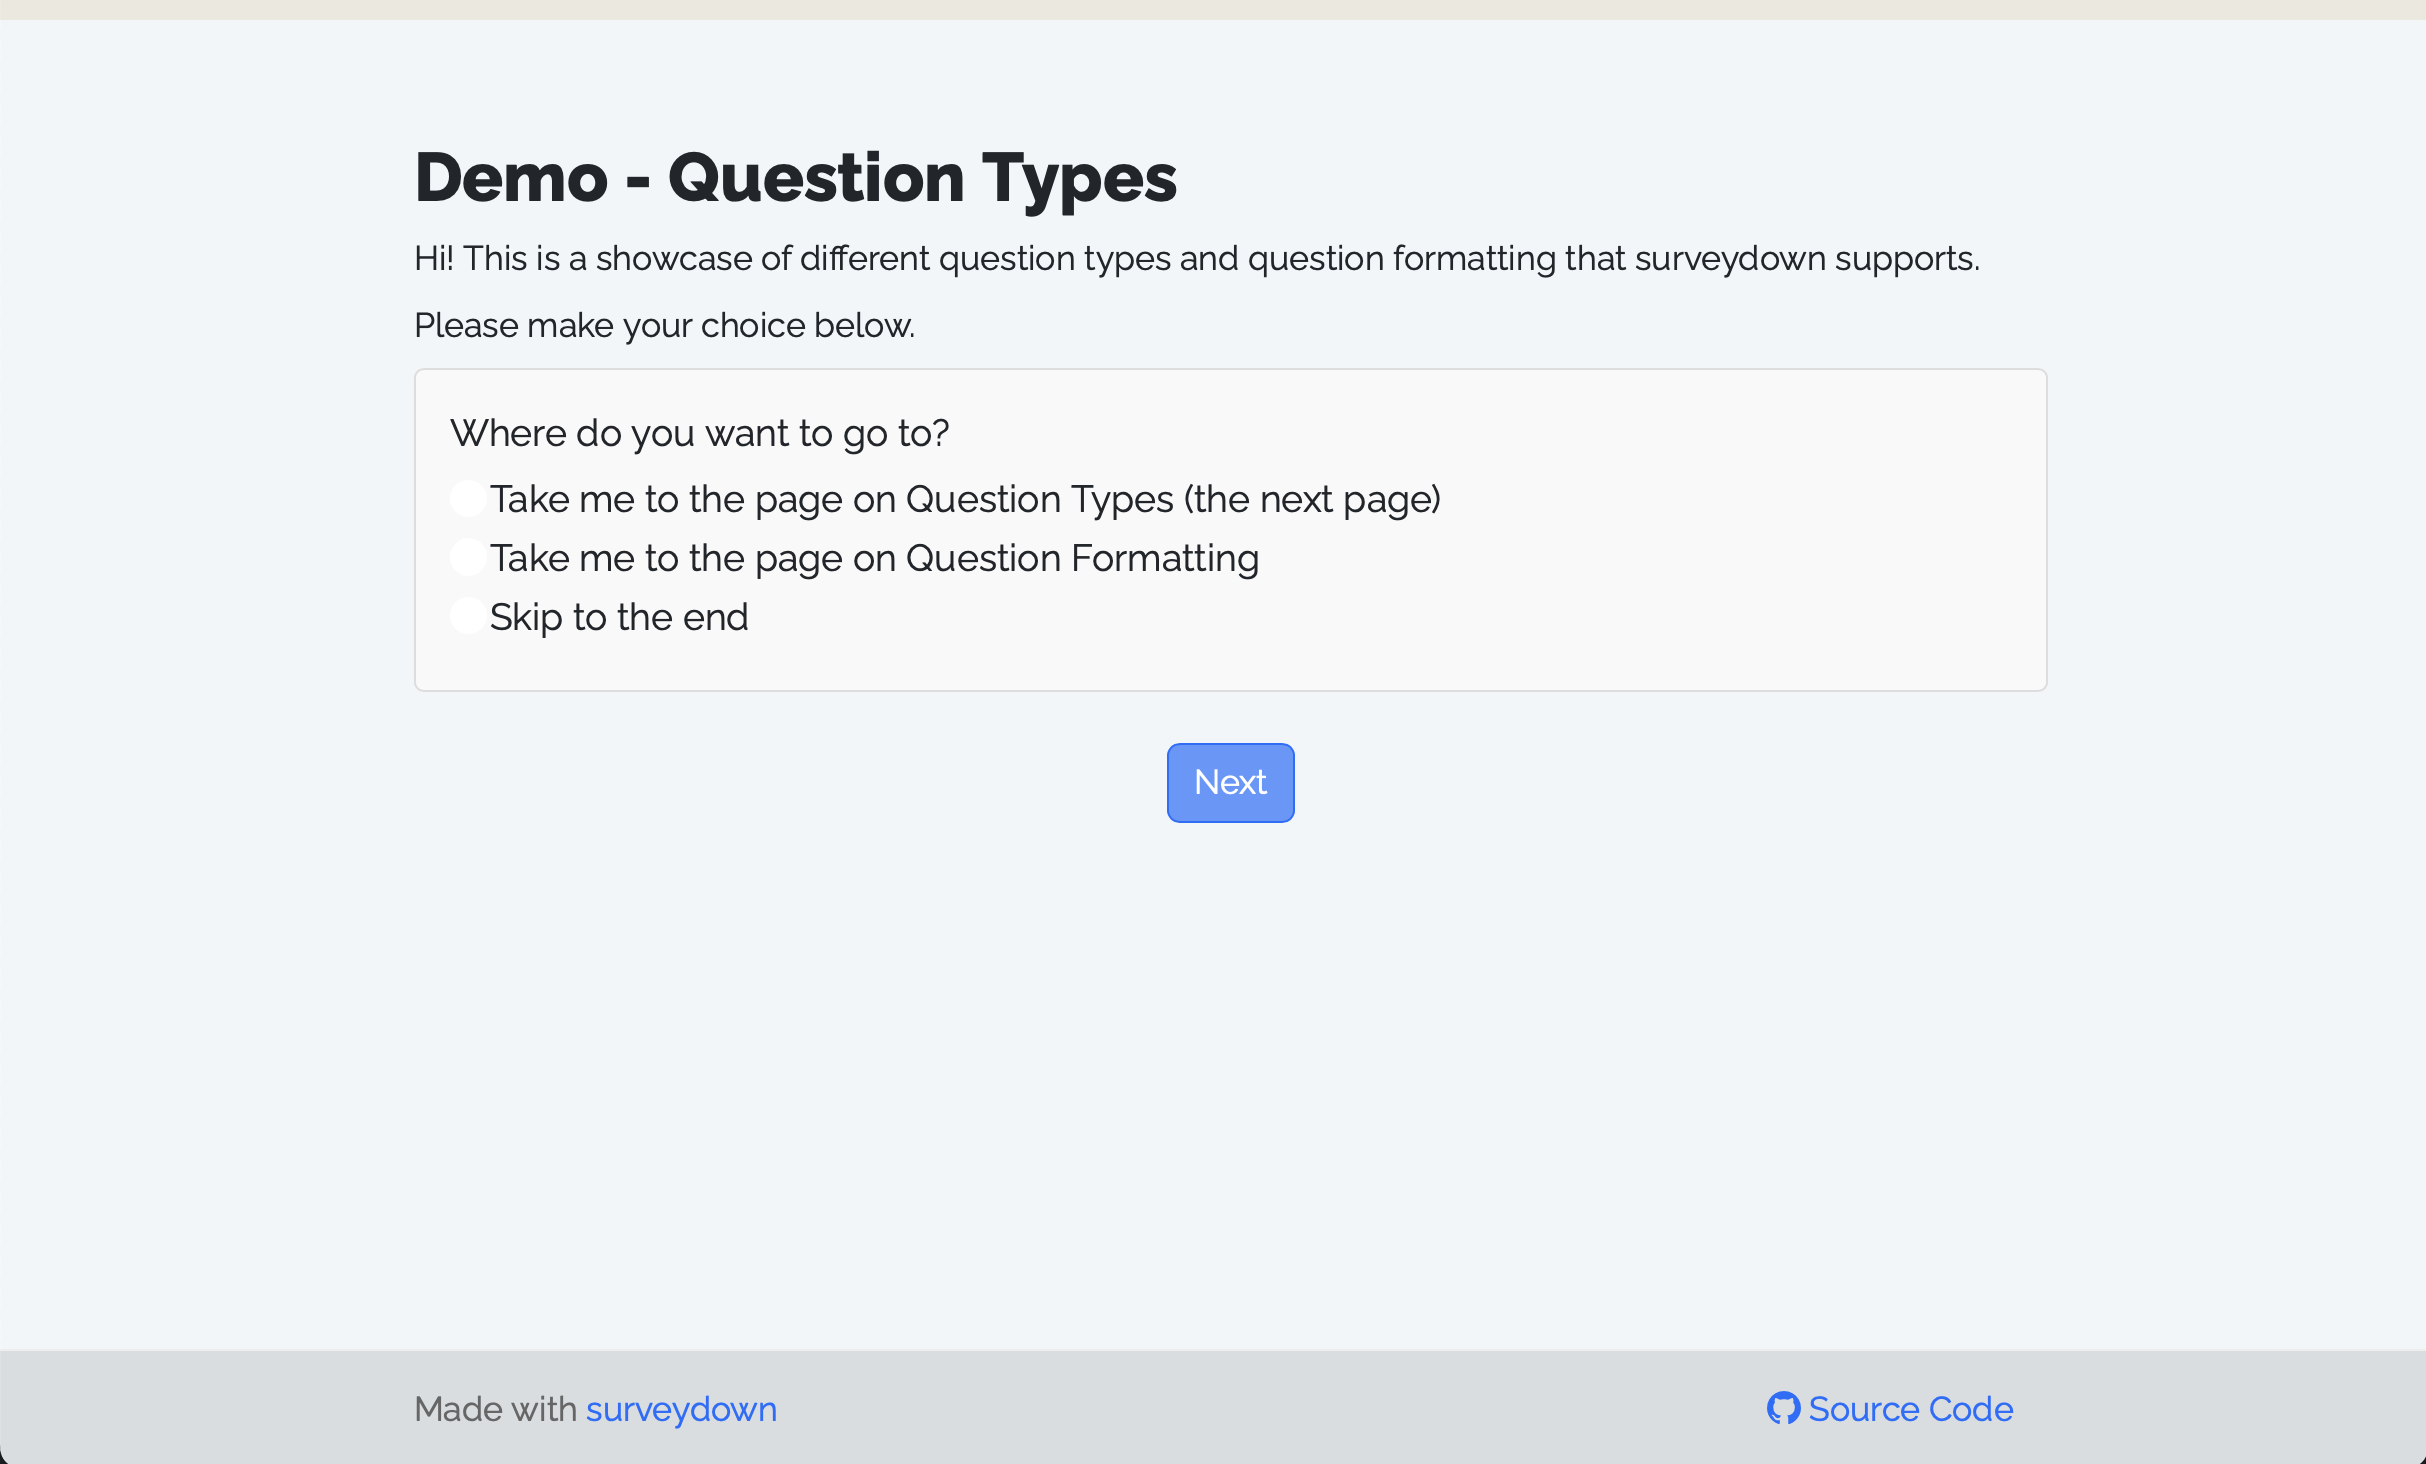 Demo - Question Types
Hi! This is a showcase of different question types and question formatting that surveydown supports.
Please make your choice below.
Where do you want to go to?
Take me to the page on Question Types (the next page)
Take me to the page on Question Formatting
Skip to the end
Next
Made with surveydown
Source Code